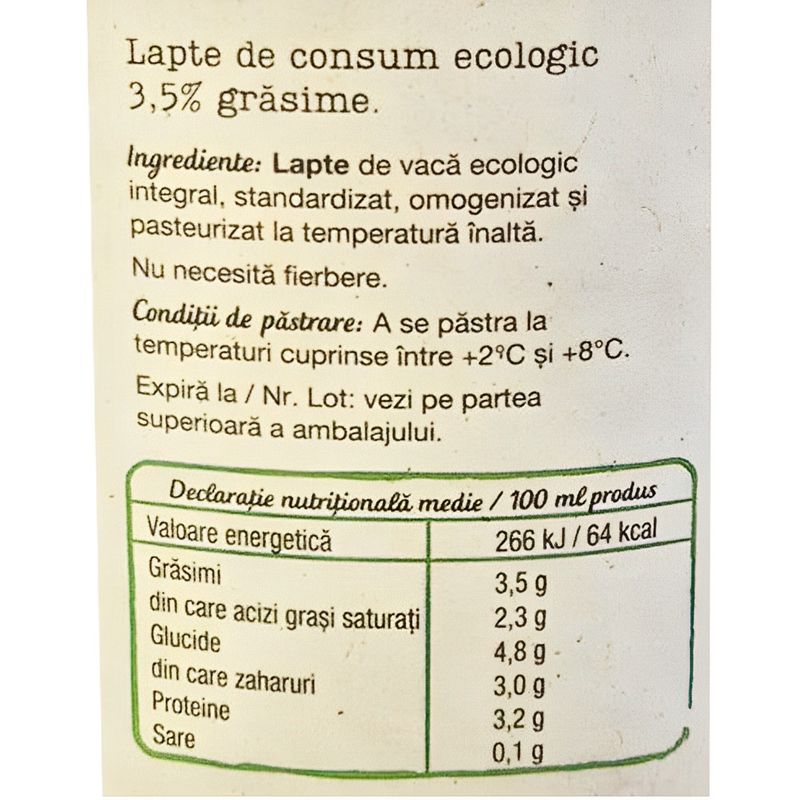 Lapte de consum ecologic
3,5% grăsime.
Ingrediente: Lapte de vacă ecologic
integral, standardizat, omogenizat și
pasteurizat la temperatură înaltă.
Nu necesită fierbere.
Condiții de păstrare: A se păstra la
temperaturi cuprinse între +2°C și +8°C.
Expiră la / Nr. Lot: vezi pe partea
superioară a ambalajului.
Declarație nutrițională medie / 100 ml produs
Valoare energetică 266 kJ / 64 kcal
Grăsimi 3,5 g
din care acizi grași saturați 2,3 g
Glucide 4,8 g
din care zaharuri 3,0 g
Proteine 3,2 g
Sare 0,1 g